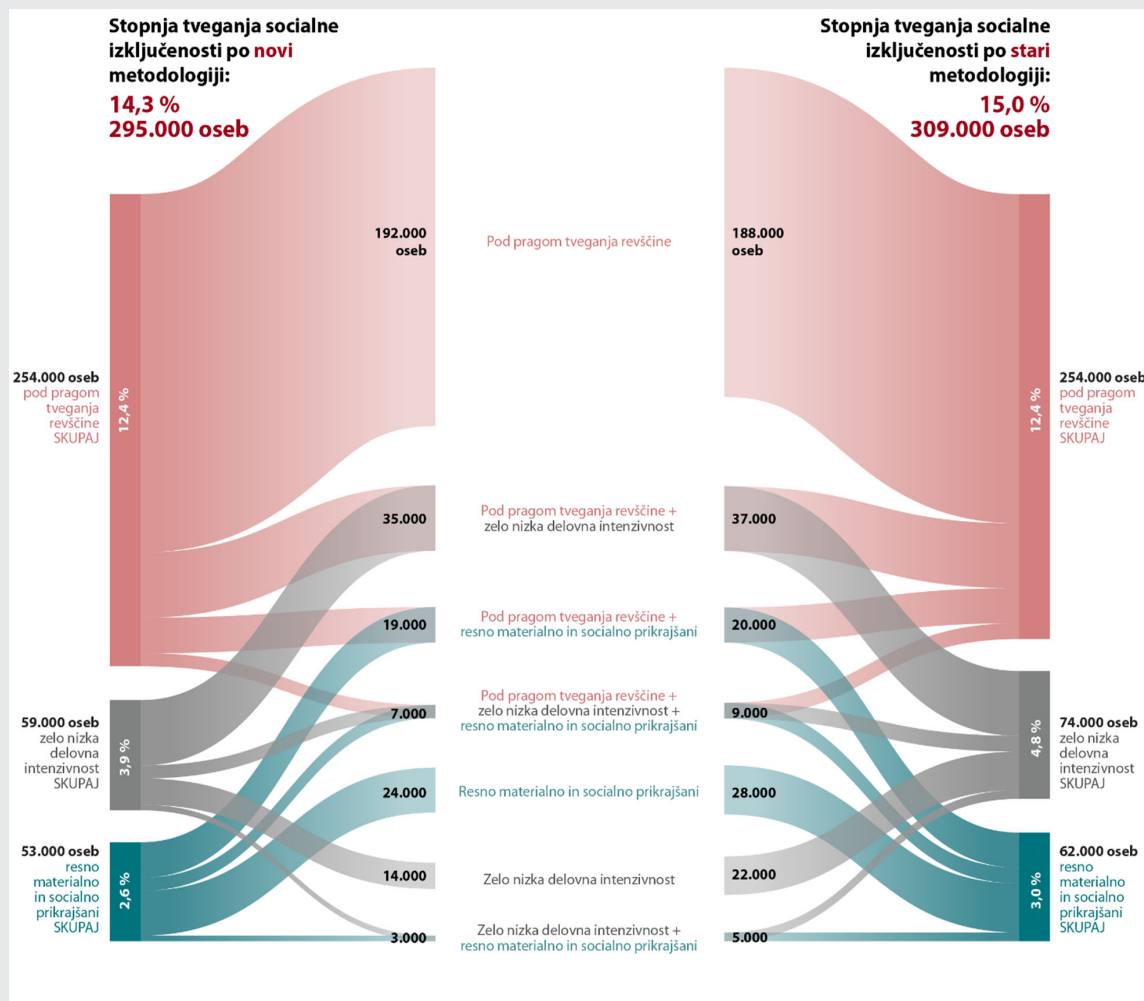 Stopnja tveganja socialne
izključenosti po novi
metodologiji:
14,3 %
295.000 oseb
Stopnja tveganja socialne
izključenosti po stari
metodologiji:
15,0 %
309.000 oseb
254.000 oseb
pod pragom
tveganja
revščine
SKUPAJ
12,4 %
59.000 oseb
zelo nizka
delovna
intenzivnost
SKUPAJ
3,9 %
53.000 oseb
resno
materialno
in socialno
prikrajšani
SKUPAJ
2,6 %
192.000
oseb
Pod pragom tveganja revščine
188.000
oseb
35.000
Pod pragom tveganja revščine +
zelo nizka delovna intenzivnost
37.000
19.000
Pod pragom tveganja revščine +
resno materialno in socialno prikrajšani
20.000
7.000
Pod pragom tveganja revščine +
zelo nizka delovna intenzivnost +
resno materialno in socialno prikrajšani
9.000
24.000
Resno materialno in socialno prikrajšani
28.000
14.000
Zelo nizka delovna intenzivnost
22.000
3.000
Zelo nizka delovna intenzivnost +
resno materialno in socialno prikrajšani
5.000
12,4 %
254.000 oseb
pod pragom
tveganja
revščine
SKUPAJ
4,8 %
74.000 oseb
zelo nizka
delovna
intenzivnost
SKUPAJ
3,0 %
62.000 oseb
resno
materialno
in socialno
prikrajšani
SKUPAJ